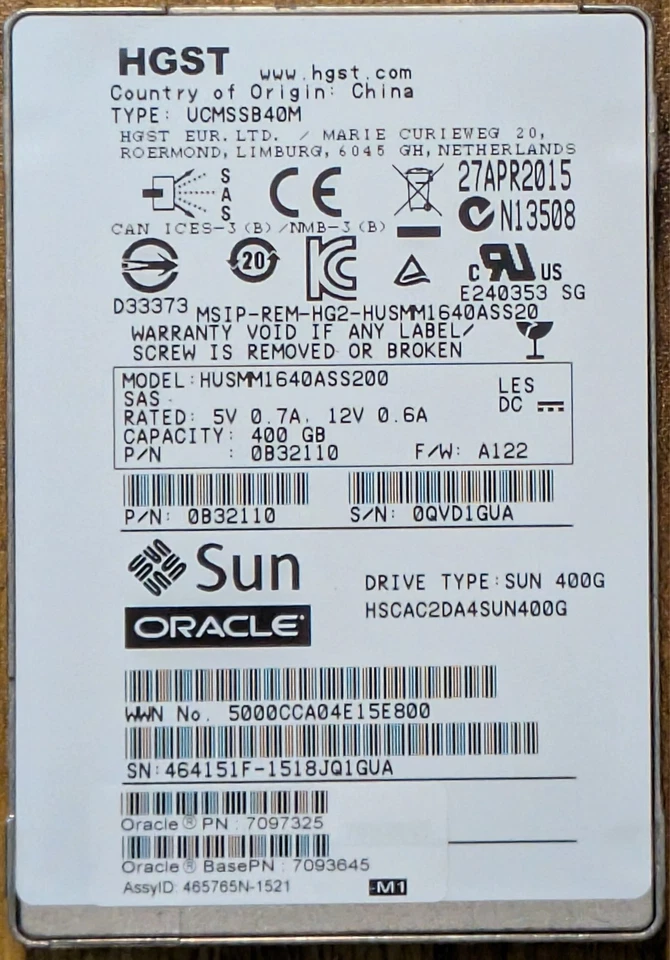 HGST www.hgst.com
Country of Origin: China
TYPE: UCMSSB40M
HGST EUR.LTD. / MARIE CURIEWEG 20,
ROERMOND, LIMBURG, 6045 GH, NETHERLANDS
SAS
CE
27APR2015
N13508
CAN ICES-3(B)/NMB-3(B)
20
c RU US
D33373
E240353 SG
MSIP-REM-HG2-HUSMM1640ASS20
WARRANTY VOID IF ANY LABEL/
SCREW IS REMOVED OR BROKEN
MODEL:HUSMM1640ASS200
LES
SAS
DC
RATED: 5V 0.7A, 12V 0.6A
CAPACITY: 400 GB
P/N : 0B32110 F/W: A122
P/N: 0B32110 S/N: 0QVD1GUA
Sun
DRIVE TYPE:SUN 400G
ORACLE
HSCAC2DA4SUN400G
WWN No. 5000CCA04E15E800
SN:464151F-1518JQ1GUA
Oracle® PN : 7097325
Oracle® BasePN : 7093645
AssyID: 465765N-1521 -M1